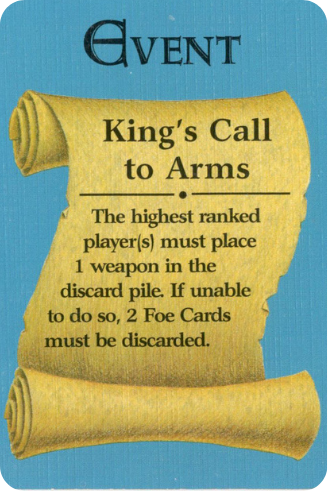 Event
King's Call
to Arms
The highest ranked
player(s) must place
1 weapon in the
discard pile. If unable
to do so, 2 Foe Cards
must be discarded.